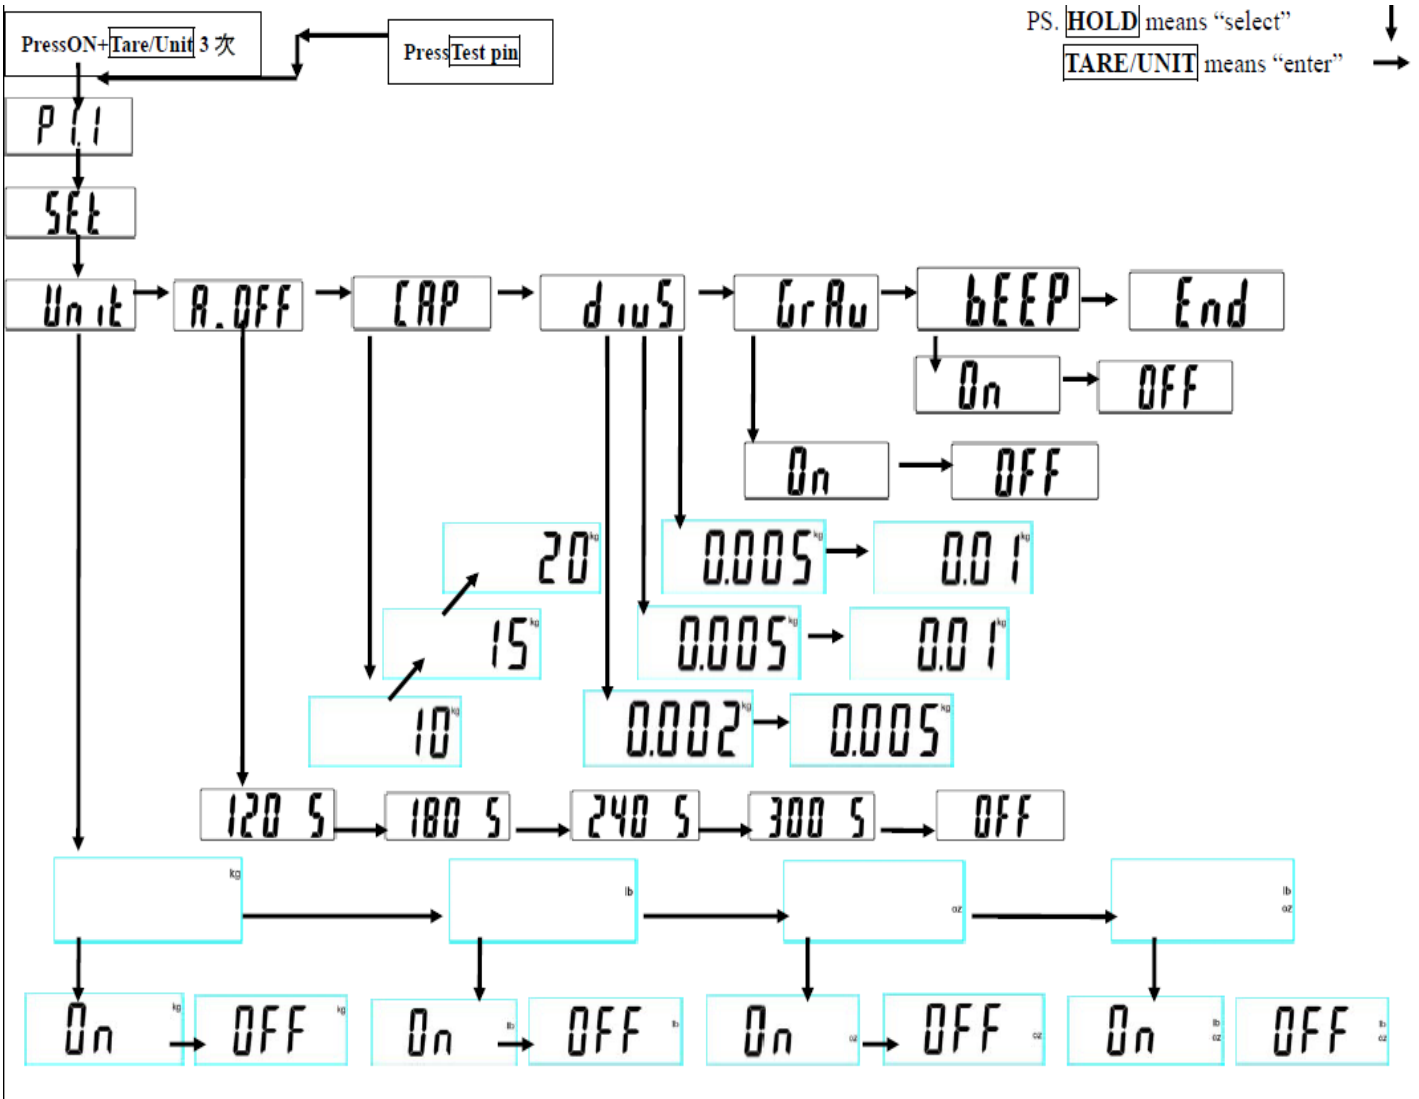 PressON+Tare/Unit 3 次
PressTest pin
PS. HOLD means “select”
TARE/UNIT means “enter”
P1.1
SEt
Unit
A.OFF
CAP
divS
GrAv
bEEP
End
On
OFF
On
OFF
20 kg
0.005 kg
0.01 kg
15 kg
0.005 kg
0.01 kg
10 kg
0.002 kg
0.005 kg
120 S
180 S
240 S
300 S
OFF
kg
lb
oz
lb
oz
On kg
OFF kg
On lb
OFF lb
On oz
OFF oz
On lb oz
OFF lb oz